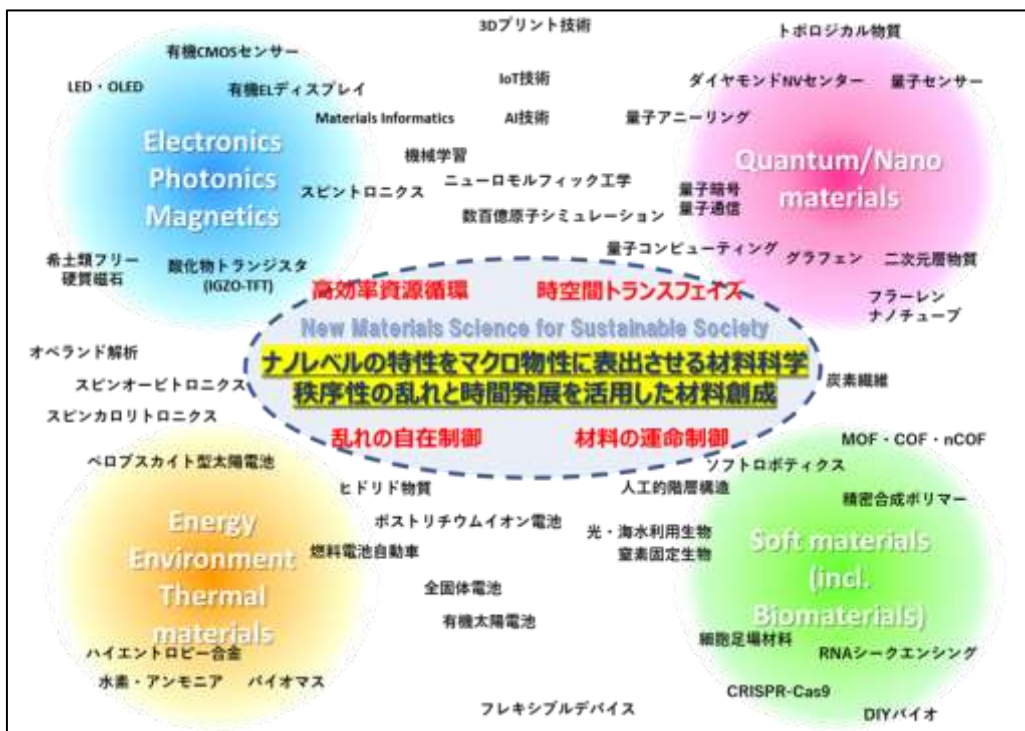 3Dプリント技術
トポロジカル物質
有機CMOSセンサー
LED・OLED
有機ELディスプレイ
IoT技術
ダイヤモンドNVセンター
量子センサー
Materials Informatics
AI技術
量子アニーリング
Electronics
Photonics
Magnetics
機械学習
Quantum/Nano
materials
スピントロニクス
ニューロモルフィック工学
量子暗号
量子通信
数百億原子シミュレーション
量子コンピューティング
グラフェン
二次元層物質
希土類フリー
硬質磁石
酸化物トランジスタ
(IGZO-TFT)
フラーレン
ナノチューブ
高効率資源循環
時空間トランスフェイズ
New Materials Science for Sustainable Society
ナノレベルの特性をマクロ物性に表出させる材料科学
秩序性の乱れと時間発展を活用した材料創成
乱れの自在制御
材料の運命制御
オペランド解析
スピンオービトロニクス
スピンカロリトロニクス
炭素繊維
MOF・COF・nCOF
ペロブスカイト型太陽電池
ソフトロボティクス
ヒドリド物質
人工的階層構造
精密合成ポリマー
Energy
Environment
Thermal
materials
ポストリチウムイオン電池
光・海水利用生物
窒素固定生物
燃料電池自動車
Soft materials
(incl.
Biomaterials)
全固体電池
有機太陽電池
細胞足場材料
RNAシークエンシング
ハイエントロピー合金
水素・アンモニア
バイオマス
CRISPR-Cas9
フレキシブルデバイス
DIYバイオ